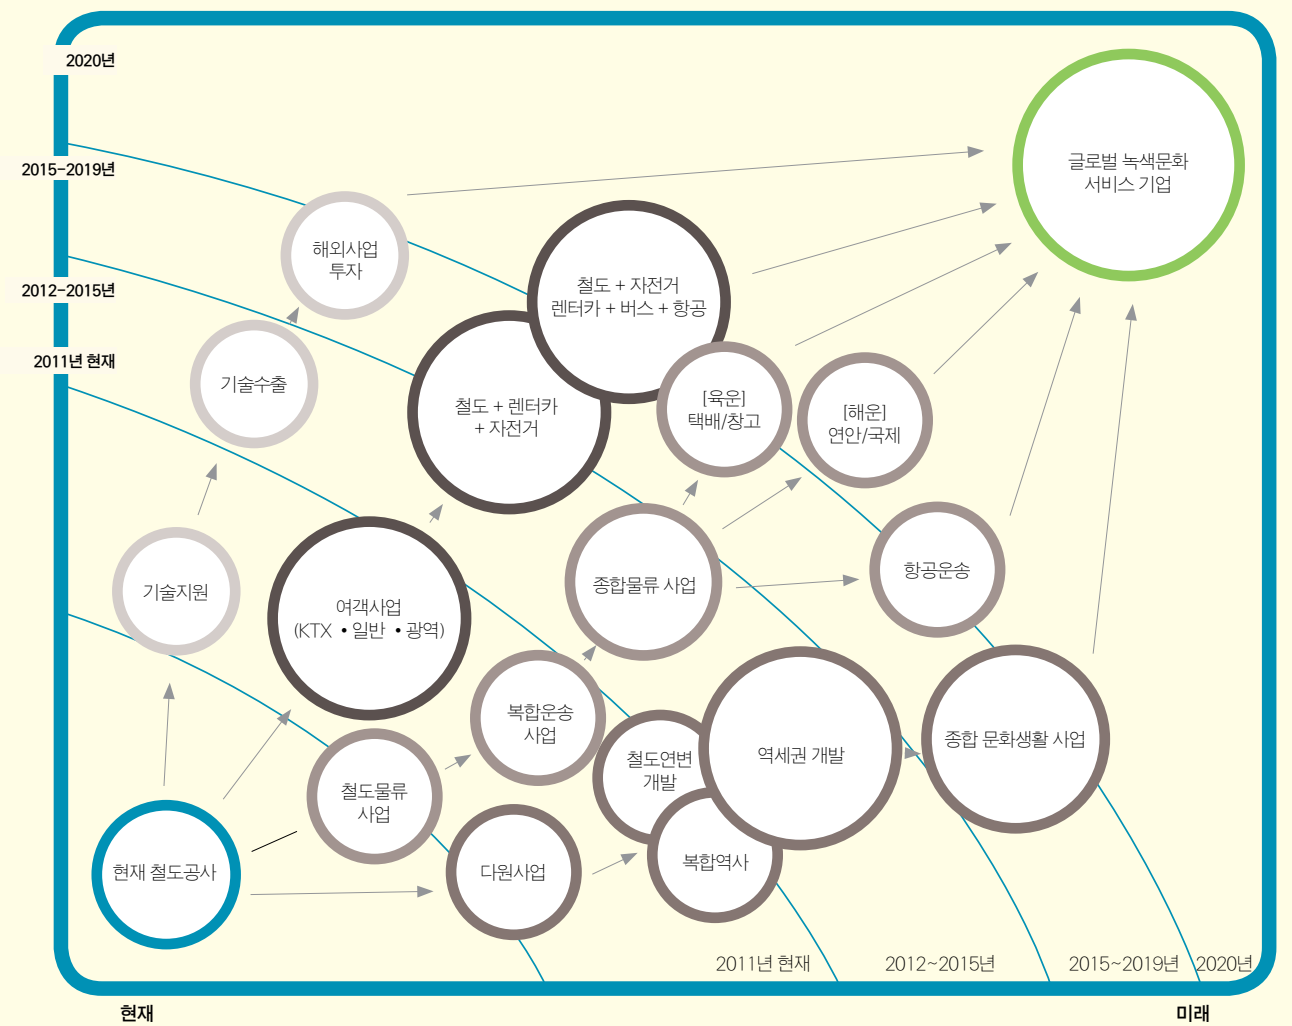 2020년
2015-2019년
2012-2015년
2011년 현재
글로벌 녹색문화
서비스 기업
해외사업
투자
철도 + 자전거
렌터카 + 버스 + 항공
기술수출
철도 + 렌터카
+ 자전거
[육운]
택배/창고
[해운]
연안/국제
기술지원
여객사업
(KTX •일반 •광역)
종합물류 사업
항공운송
복합운송
사업
철도연변
개발
역세권 개발
종합 문화생활 사업
철도물류
사업
현재 철도공사
다원사업
복합역사
2011년 현재
2012~2015년
2015~2019년
2020년
현재
미래